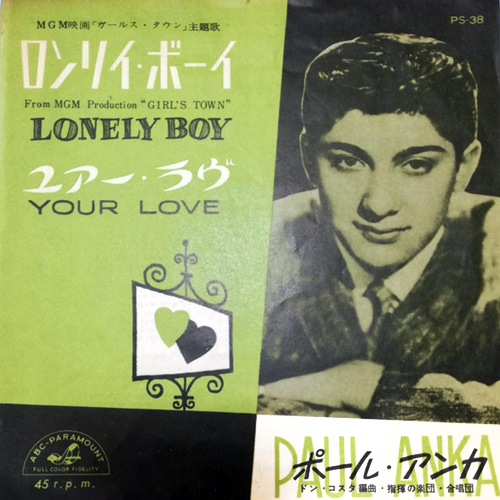 MGM映画「ガールス・タウン」主題歌
PS-38
ロンリイ・ボーイ
From MGM Production "GIRL'S TOWN"
LONELY BOY
ユアー・ラヴ
YOUR LOVE
ABC-PARAMOUNT
FULL COLOR FIDELITY
45 r.p.m.
PAUL ANKA
ポール・アンカ
ドン・コスタ編曲・指揮の楽団・合唱団